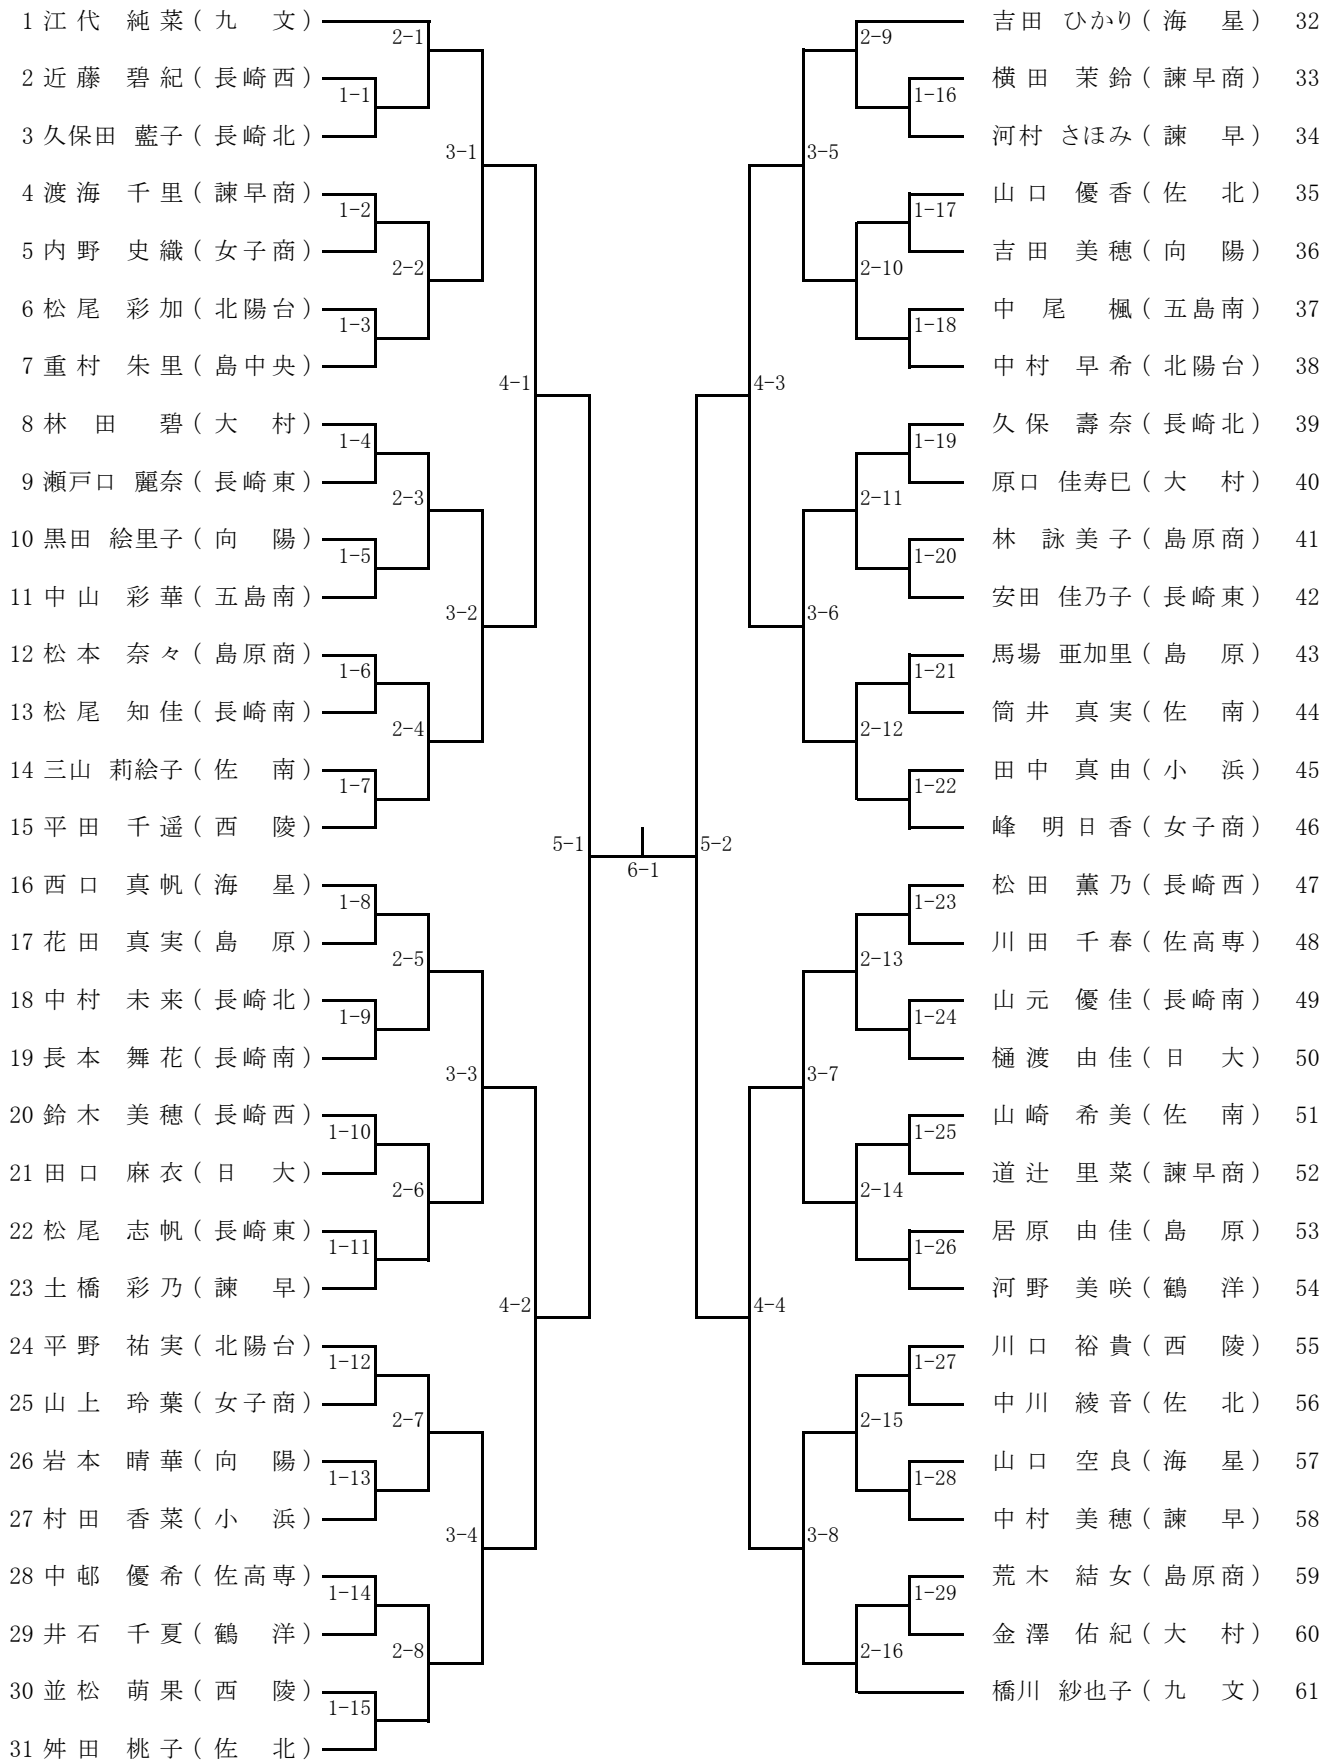 1 江代 純菜 ( 九 文 )
2 近藤 碧紀 ( 長崎西 )
3 久保田 藍子 ( 長崎北 )
4 渡海 千里 ( 諫早商 )
5 内野 史織 ( 女子商 )
6 松尾 彩加 ( 北陽台 )
7 重村 朱里 ( 島中央 )
8 林田 碧 ( 大 村 )
9 瀬戸口 麗奈 ( 長崎東 )
10 黒田 絵里子 ( 向 陽 )
11 中山 彩華 ( 五島南 )
12 松本 奈々 ( 島原商 )
13 松尾 知佳 ( 長崎南 )
14 三山 莉絵子 ( 佐 南 )
15 平田 千遥 ( 西 陵 )
16 西口 真帆 ( 海 星 )
17 花田 真実 ( 島 原 )
18 中村 未来 ( 長崎北 )
19 長本 舞花 ( 長崎南 )
20 鈴木 美穂 ( 長崎西 )
21 田口 麻衣 ( 日 大 )
22 松尾 志帆 ( 長崎東 )
23 土橋 彩乃 ( 諫 早 )
24 平野 祐実 ( 北陽台 )
25 山上 玲葉 ( 女子商 )
26 岩本 晴華 ( 向 陽 )
27 村田 香菜 ( 小 浜 )
28 中邨 優希 ( 佐高専 )
29 井石 千夏 ( 鶴 洋 )
30 並松 萌果 ( 西 陵 )
31 舛田 桃子 ( 佐 北 )
1-1
1-2
1-3
1-4
1-5
1-6
1-7
1-8
1-9
1-10
1-11
1-12
1-13
1-14
1-15
2-1
2-2
2-3
2-4
2-5
2-6
2-7
2-8
3-1
3-2
3-3
3-4
4-1
4-2
5-1
6-1
5-2
4-3
4-4
3-5
3-6
3-7
3-8
2-9
2-10
2-11
2-12
2-13
2-14
2-15
2-16
1-16
1-17
1-18
1-19
1-20
1-21
1-22
1-23
1-24
1-25
1-26
1-27
1-28
1-29
吉田 ひかり ( 海 星 ) 32
横田 茉鈴 ( 諫早商 ) 33
河村 さほみ ( 諫 早 ) 34
山口 優香 ( 佐 北 ) 35
吉田 美穂 ( 向 陽 ) 36
中尾 楓 ( 五島南 ) 37
中村 早希 ( 北陽台 ) 38
久保 壽奈 ( 長崎北 ) 39
原口 佳寿巳 ( 大 村 ) 40
林 詠美子 ( 島原商 ) 41
安田 佳乃子 ( 長崎東 ) 42
馬場 亜加里 ( 島 原 ) 43
筒井 真実 ( 佐 南 ) 44
田中 真由 ( 小 浜 ) 45
峰 明日香 ( 女子商 ) 46
松田 薫乃 ( 長崎西 ) 47
川田 千春 ( 佐高専 ) 48
山元 優佳 ( 長崎南 ) 49
樋渡 由佳 ( 日 大 ) 50
山崎 希美 ( 佐 南 ) 51
道辻 里菜 ( 諫早商 ) 52
居原 由佳 ( 島 原 ) 53
河野 美咲 ( 鶴 洋 ) 54
川口 裕貴 ( 西 陵 ) 55
中川 綾音 ( 佐 北 ) 56
山口 空良 ( 海 星 ) 57
中村 美穂 ( 諫 早 ) 58
荒木 結女 ( 島原商 ) 59
金澤 佑紀 ( 大 村 ) 60
橋川 紗也子 ( 九 文 ) 61